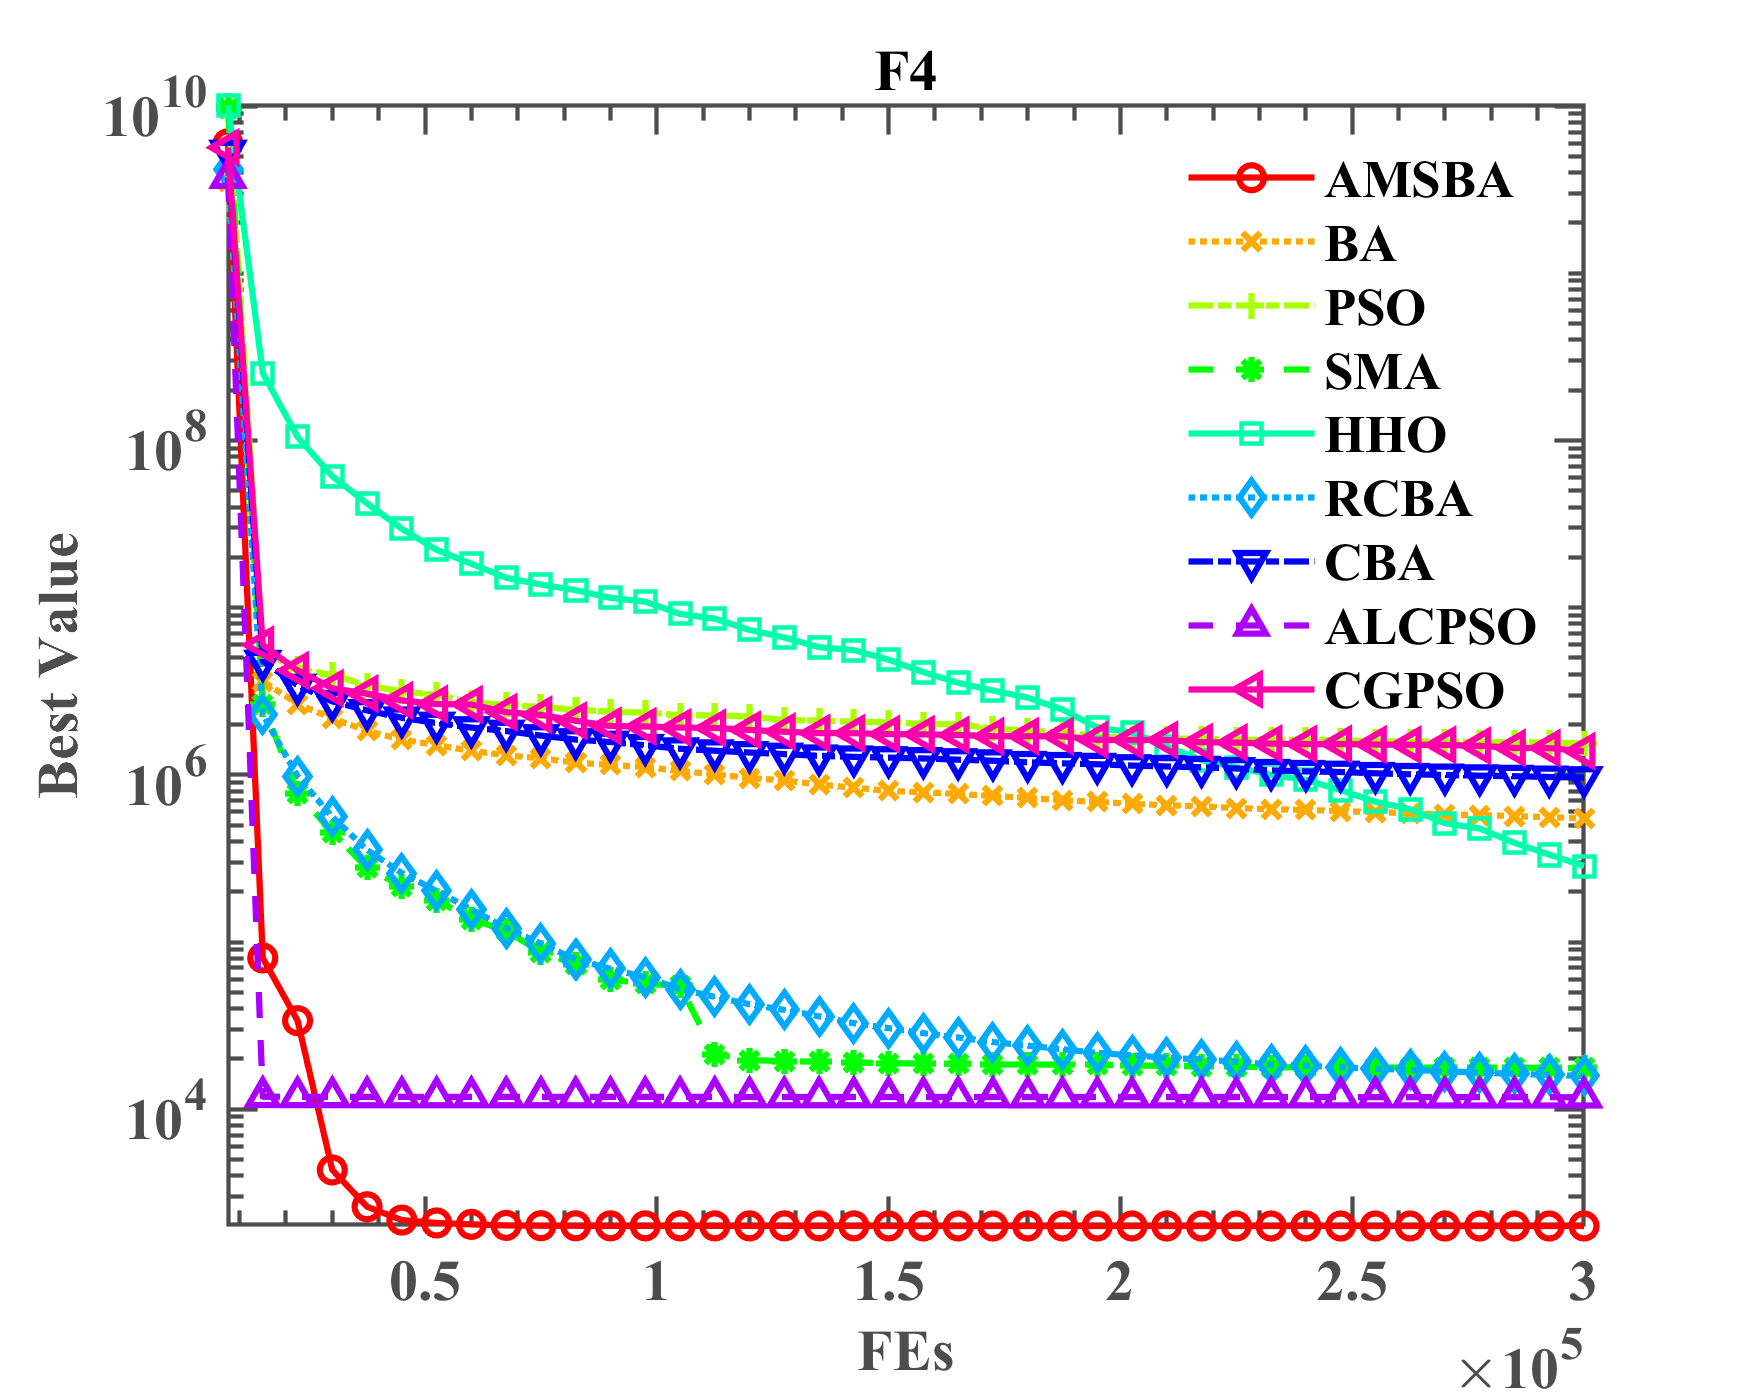 F4
10^10
10^8
10^6
10^4
Best Value
AMSBA
BA
PSO
SMA
HHO
RCBA
CBA
ALCPSO
CGPSO
0.5 1 1.5 2 2.5 3
FEs
×10^5